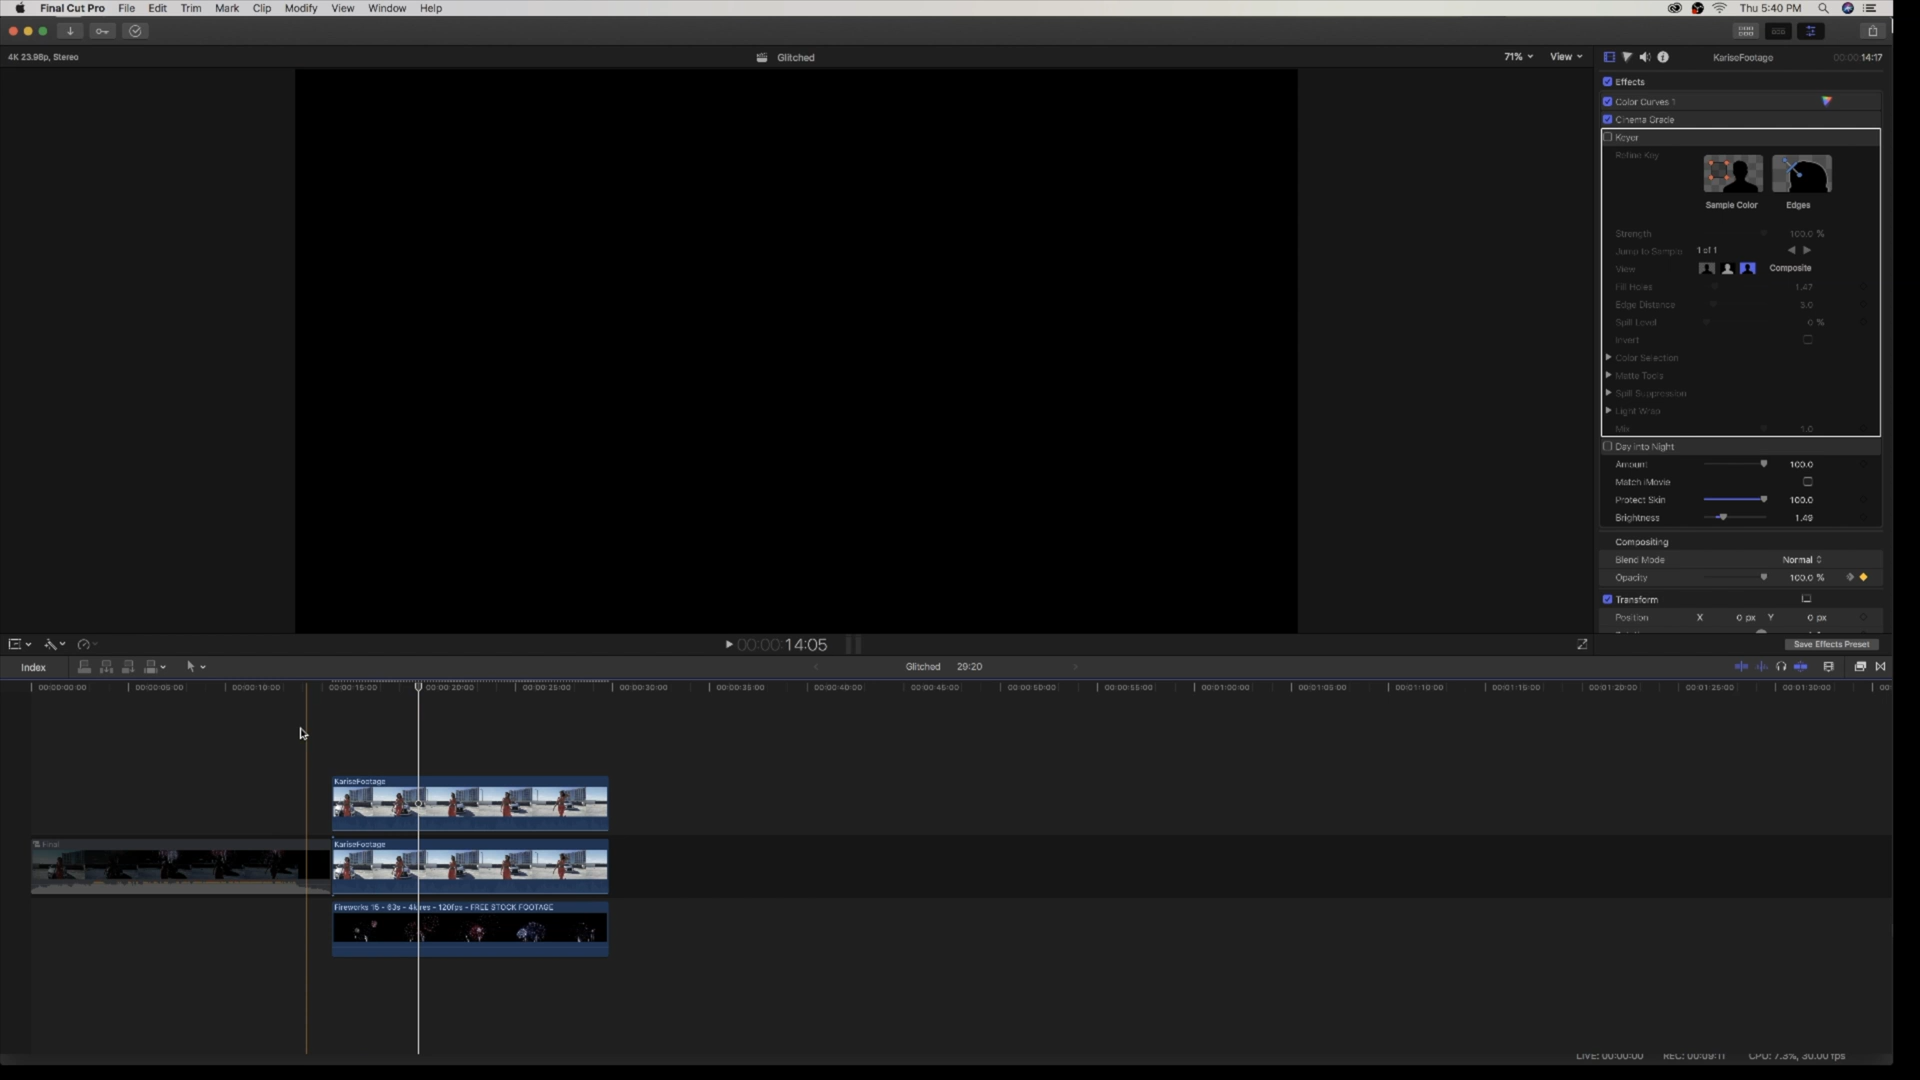 Final Cut Pro File Edit Trim Mark Clip Modify View Window Help Thu 5:40 PM
4K 23.98p, Stereo Glitched 71% View KariseFootage 00:00:14:17
Effects
Color Curves 1
Cinema Grade
Keyer
Refine Key
Sample Color Edges
Strength 100.0 %
Jump to Sample 1 of 1
View Composite
Fill Holes 1.47
Edge Distance 3.0
Spill Level 0 %
Invert
Color Selection
Matte Tools
Spill Suppression
Light Wrap
Mix 1.0
Day into Night
Amount 100.0
Match iMovie
Protect Skin 100.0
Brightness 1.49
Compositing
Blend Mode Normal
Opacity 100.0 %
Transform
Position X 0 px Y 0 px
00:00:14:05 Save Effects Preset
Index Glitched 29:20
00:00:00:00 00:00:05:00 00:00:10:00 00:00:15:00 00:00:20:00 00:00:25:00 00:00:30:00 00:00:35:00 00:00:40:00 00:00:45:00 00:00:50:00 00:00:55:00 00:01:00:00 00:01:05:00 00:01:10:00 00:01:15:00 00:01:20:00 00:01:25:00 00:01:30:00 00:
KariseFootage
Final KariseFootage
Fireworks 15 - 63s - 4k res - 120fps - FREE STOCK FOOTAGE
LIVE: 00:00:00 REC: 00:09:11 CPU: 7.3%, 30.00 fps